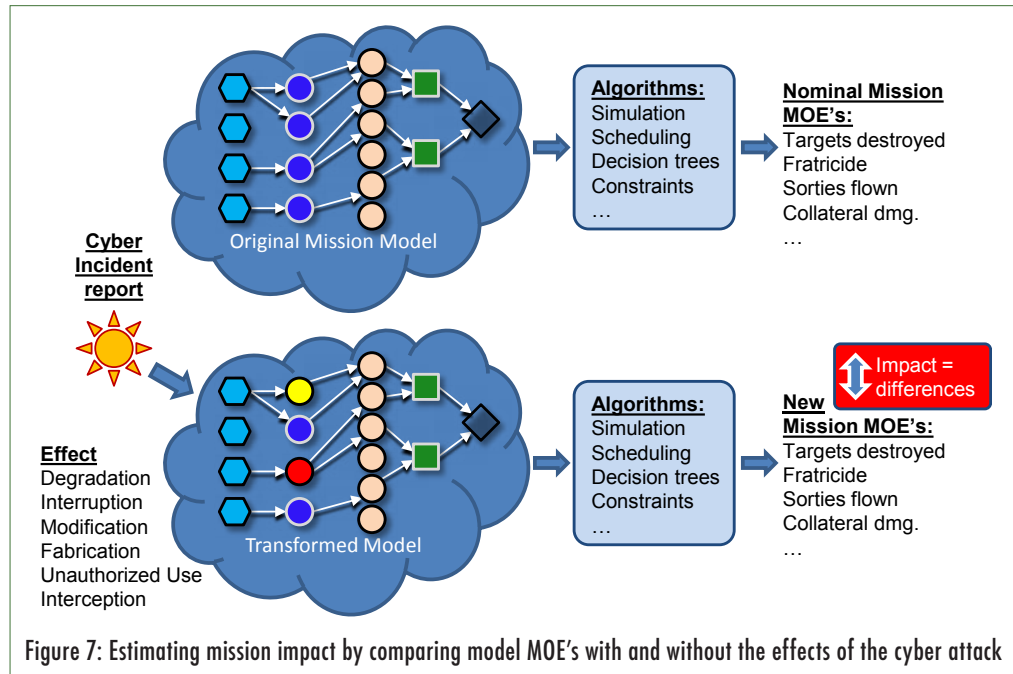 Original Mission Model
Algorithms:
Simulation
Scheduling
Decision trees
Constraints
…
Nominal Mission
MOE's:
Targets destroyed
Fratricide
Sorties flown
Collateral dmg.
…
Cyber
Incident
report
Effect
Degradation
Interruption
Modification
Fabrication
Unauthorized Use
Interception
Transformed Model
Algorithms:
Simulation
Scheduling
Decision trees
Constraints
…
Impact =
differences
New
Mission MOE's:
Targets destroyed
Fratricide
Sorties flown
Collateral dmg.
…
Figure 7: Estimating mission impact by comparing model MOE's with and without the effects of the cyber attack